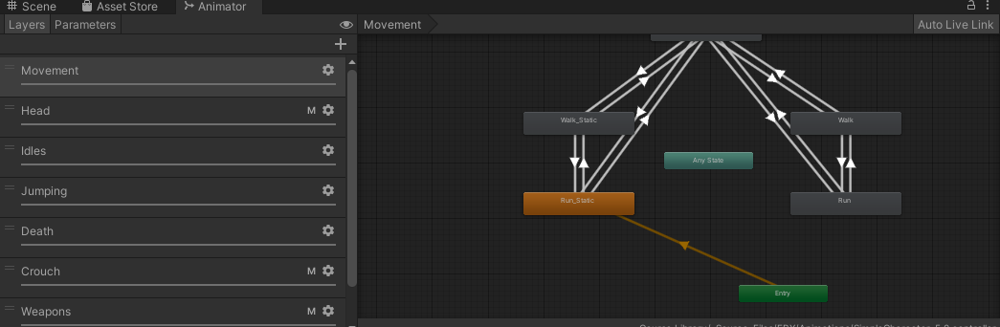 Scene Asset Store Animator
Layers Parameters
Movement
Auto Live Link
Movement
Head M
Idles
Jumping
Death
Crouch M
Weapons M
Walk_Static
Walk
Any State
Run_Static
Run
Entry